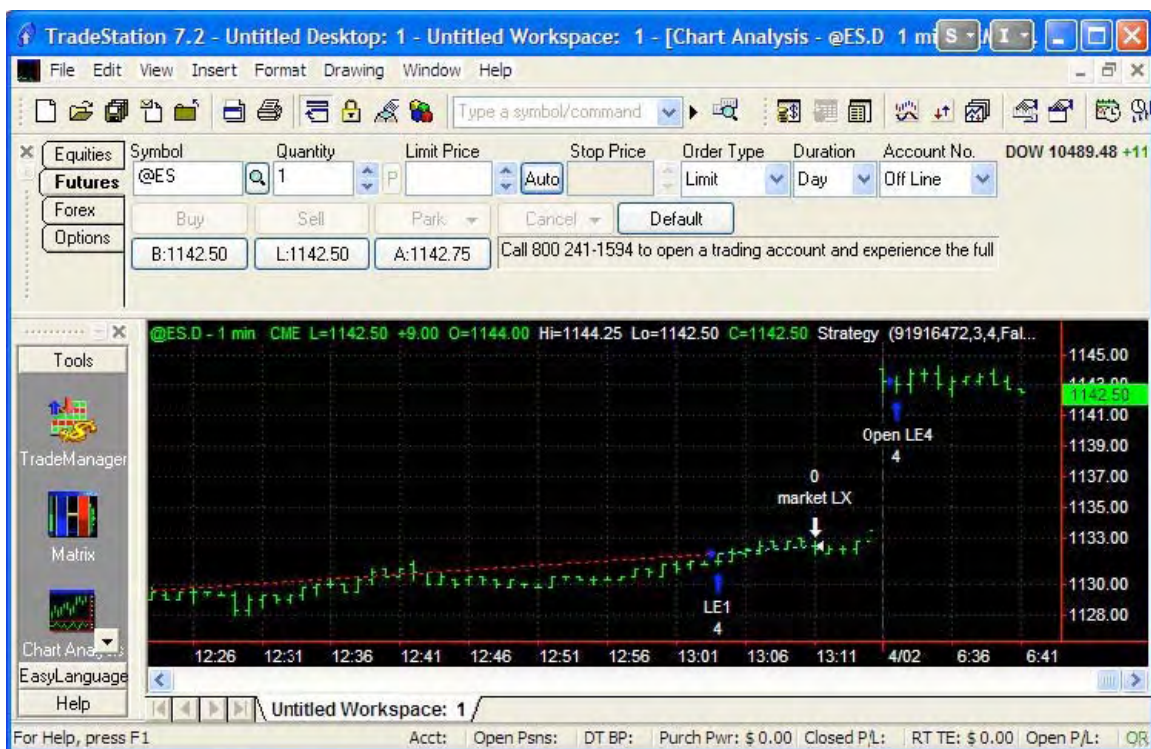 TradeStation 7.2 - Untitled Desktop: 1 - Untitled Workspace: 1 - [Chart Analysis - @ES.D 1 mi
S
I
File Edit View Insert Format Drawing Window Help
Type a symbol/command
Equities
Futures
Forex
Options
Symbol Quantity Limit Price Stop Price Order Type Duration Account No. DOW 10489.48 +11
@ES 1 P Auto Limit Day Off Line
Buy Sell Park Cancel Default
B:1142.50 L:1142.50 A:1142.75 Call 800 241-1594 to open a trading account and experience the full
Tools
TradeManager
Matrix
Chart Ana
EasyLanguage
Help
@ES.D - 1 min CME L=1142.50 +9.00 O=1144.00 Hi=1144.25 Lo=1142.50 C=1142.50 Strategy (91916472,3,4,Fal...
1145.00
1142.50
1141.00
1139.00
1137.00
1135.00
1133.00
1130.00
1128.00
Open LE4
4
0
market LX
LE1
4
12:26 12:31 12:36 12:41 12:46 12:51 12:56 13:01 13:06 13:11 4/02 6:36 6:41
Untitled Workspace: 1
For Help, press F1 Acct: Open Psns: DT BP: Purch Pwr: $ 0.00 Closed P/L: RT TE: $ 0.00 Open P/L: